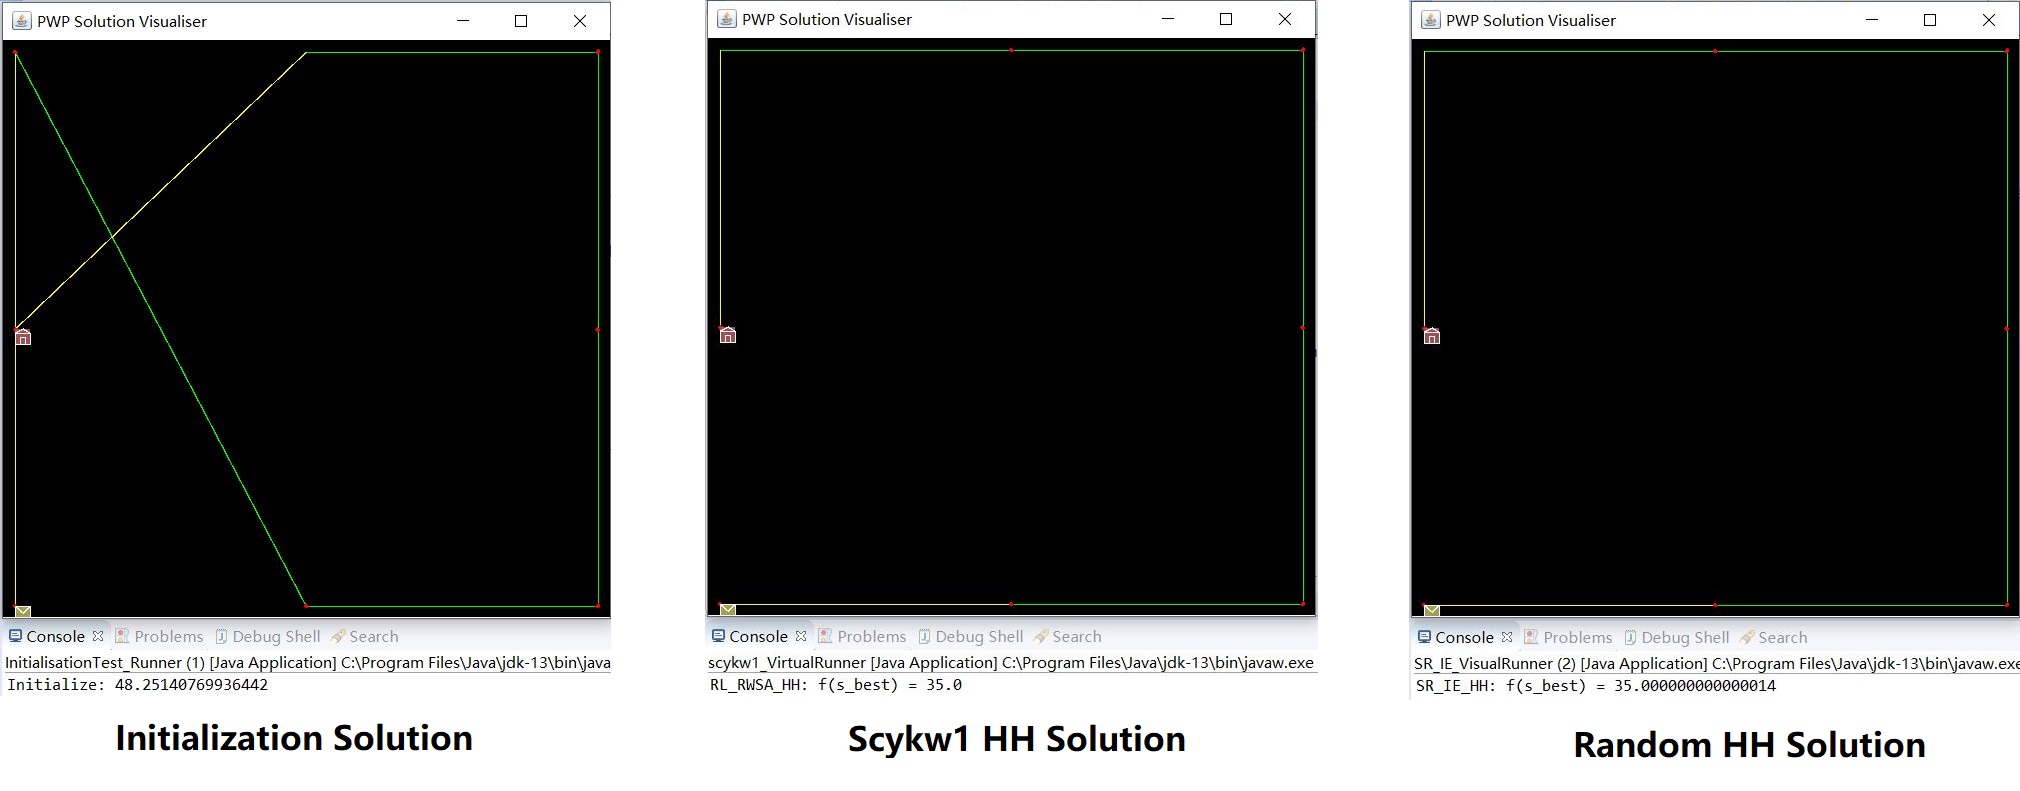 PWP Solution Visualiser
Console Problems Debug Shell Search
InitialisationTest_Runner (1) [Java Application] C:\Program Files\Java\jdk-13\bin\java
Initialize: 48.25140769936442
Initialization Solution
PWP Solution Visualiser
Console Problems Debug Shell Search
scykw1_VirtualRunner [Java Application] C:\Program Files\Java\jdk-13\bin\javaw.exe
RL_RWSA_HH: f(s_best) = 35.0
Scykw1 HH Solution
PWP Solution Visualiser
Console Problems Debug Shell Search
SR_IE_VisualRunner (2) [Java Application] C:\Program Files\Java\jdk-13\bin\javaw.exe
SR_IE_HH: f(s_best) = 35.000000000000014
Random HH Solution